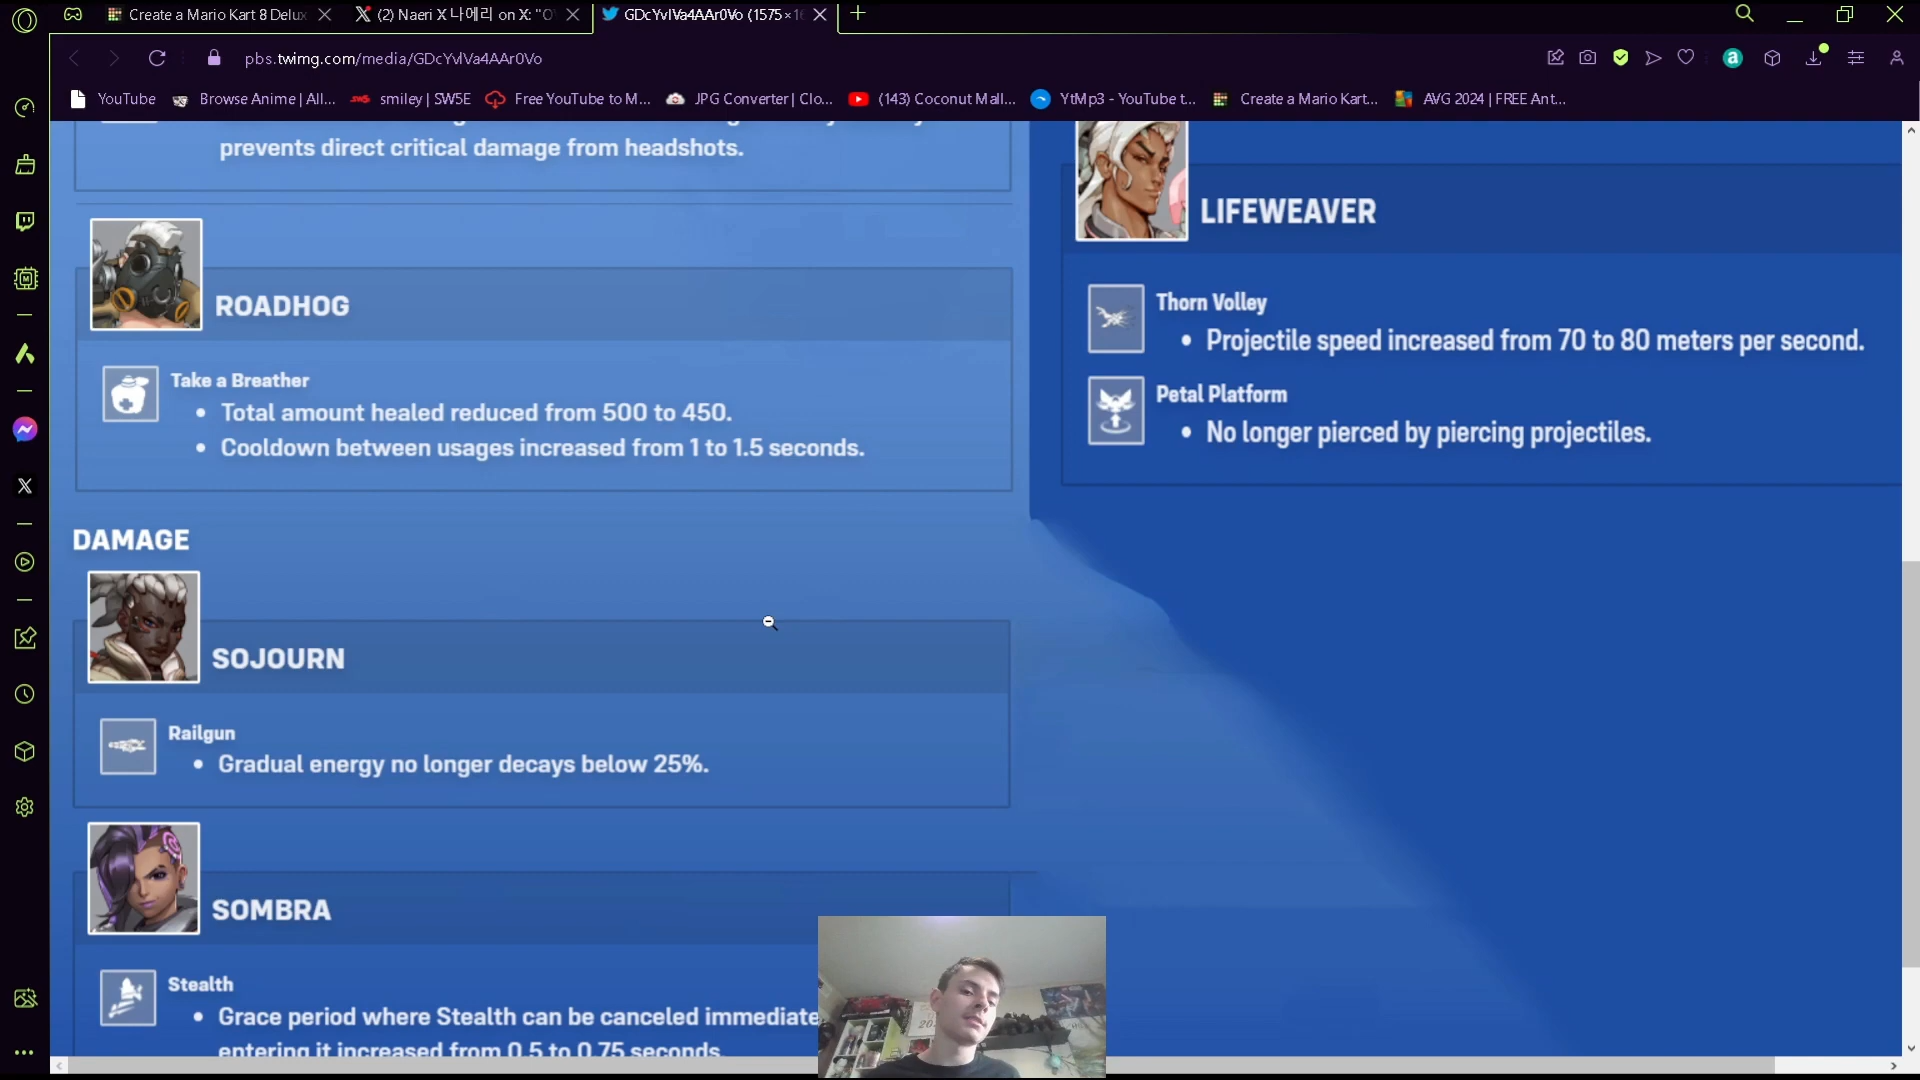 Create a Mario Kart 8 Delux
(2) Naeri X 나에리 on X: "O
GDcYvlVa4AAr0Vo (1575×1
pbs.twimg.com/media/GDcYvlVa4AAr0Vo
YouTube
Browse Anime | All...
smiley | SW5E
Free YouTube to M...
JPG Converter | Clo...
(143) Coconut Mall...
YtMp3 - YouTube t...
Create a Mario Kart...
AVG 2024 | FREE Ant...
prevents direct critical damage from headshots.
ROADHOG
Take a Breather
• Total amount healed reduced from 500 to 450.
• Cooldown between usages increased from 1 to 1.5 seconds.
DAMAGE
SOJOURN
Railgun
• Gradual energy no longer decays below 25%.
SOMBRA
Stealth
• Grace period where Stealth can be canceled immediate
entering it increased from 0.5 to 0.75 seconds.
LIFEWEAVER
Thorn Volley
• Projectile speed increased from 70 to 80 meters per second.
Petal Platform
• No longer pierced by piercing projectiles.